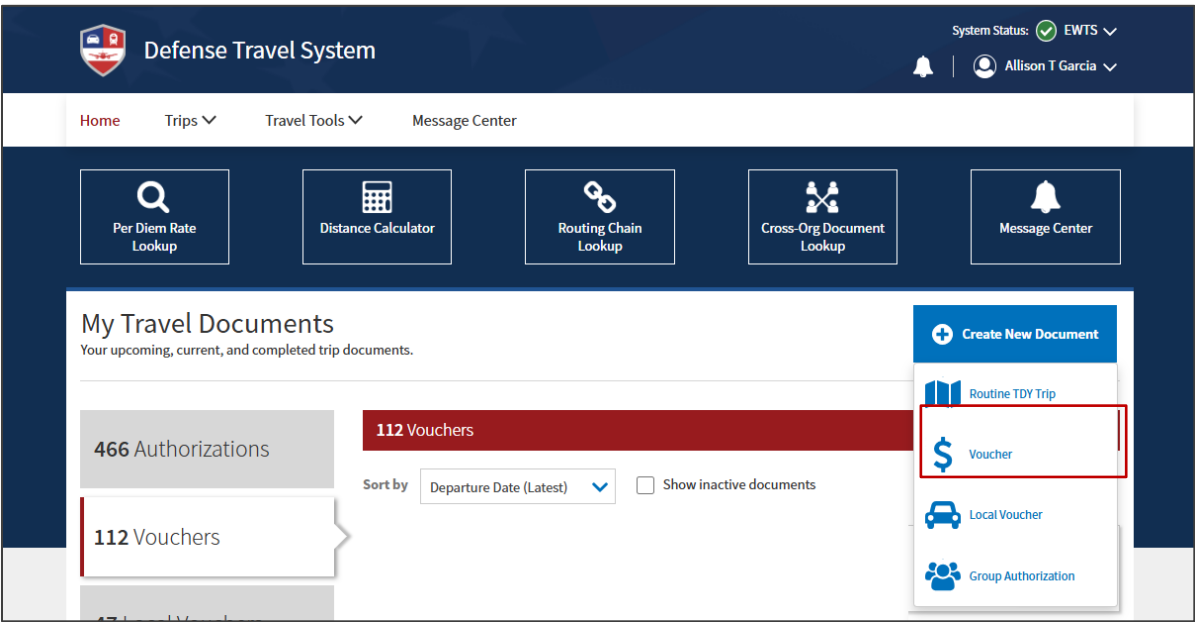 System Status: EWTS
Defense Travel System
Allison T Garcia
Home Trips Travel Tools Message Center
Per Diem Rate
Lookup
Distance Calculator
Routing Chain
Lookup
Cross-Org Document
Lookup
Message Center
My Travel Documents
Your upcoming, current, and completed trip documents.
Create New Document
Routine TDY Trip
Voucher
Local Voucher
Group Authorization
466 Authorizations
112 Vouchers
47 Local Vouchers
112 Vouchers
Sort by Departure Date (Latest) Show inactive documents